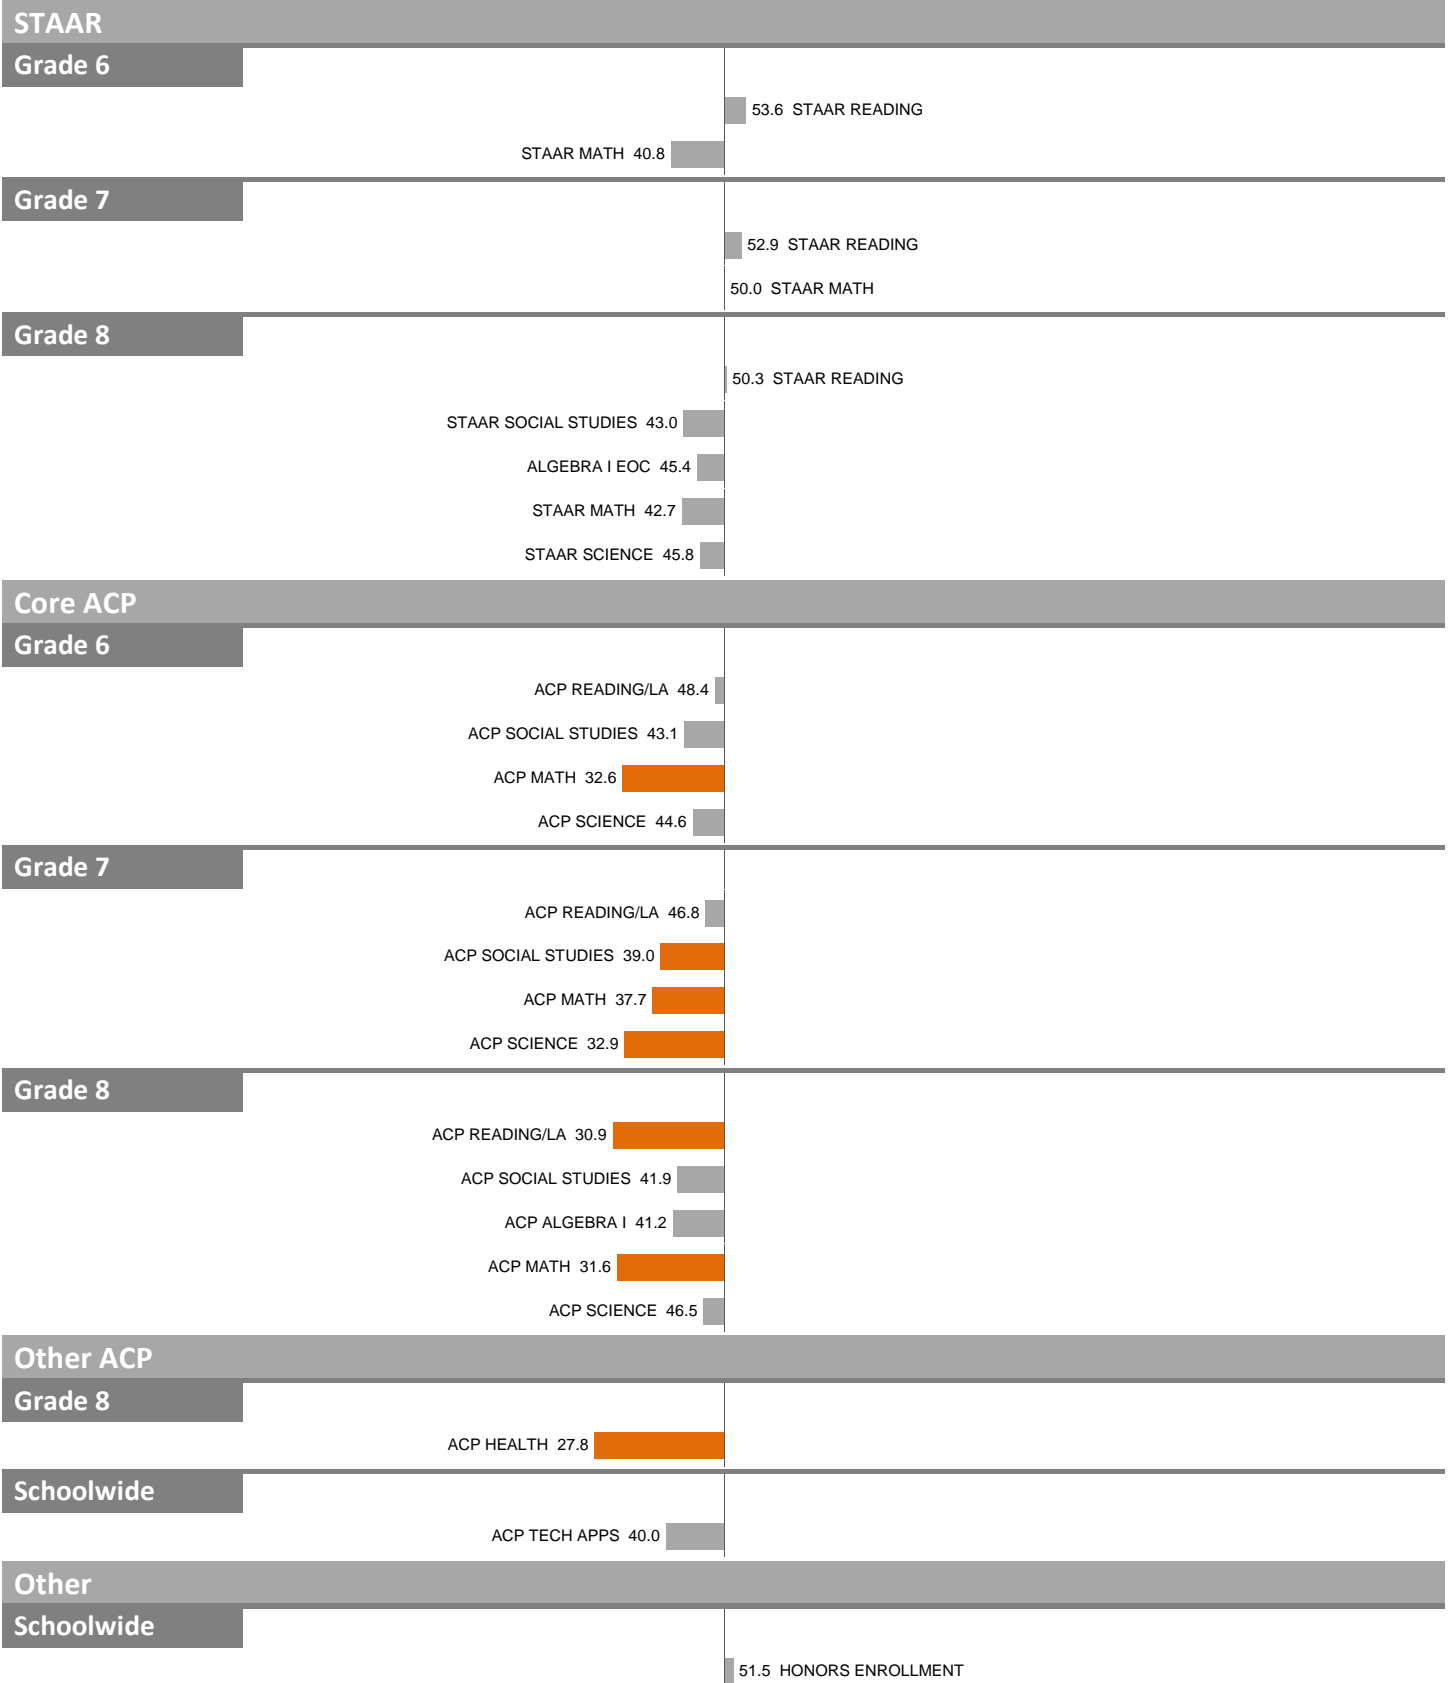 STAAR
Grade 6
53.6 STAAR READING
STAAR MATH 40.8
Grade 7
52.9 STAAR READING
50.0 STAAR MATH
Grade 8
50.3 STAAR READING
STAAR SOCIAL STUDIES 43.0
ALGEBRA I EOC 45.4
STAAR MATH 42.7
STAAR SCIENCE 45.8
Core ACP
Grade 6
ACP READING/LA 48.4
ACP SOCIAL STUDIES 43.1
ACP MATH 32.6
ACP SCIENCE 44.6
Grade 7
ACP READING/LA 46.8
ACP SOCIAL STUDIES 39.0
ACP MATH 37.7
ACP SCIENCE 32.9
Grade 8
ACP READING/LA 30.9
ACP SOCIAL STUDIES 41.9
ACP ALGEBRA I 41.2
ACP MATH 31.6
ACP SCIENCE 46.5
Other ACP
Grade 8
ACP HEALTH 27.8
Schoolwide
ACP TECH APPS 40.0
Other
Schoolwide
51.5 HONORS ENROLLMENT